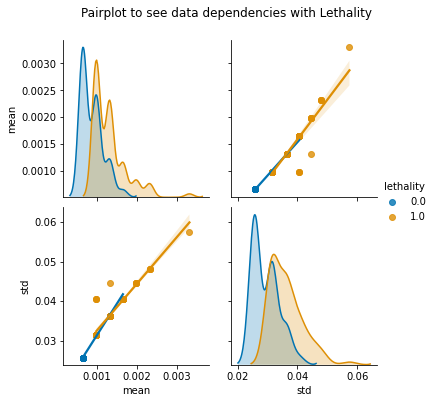 Pairplot to see data dependencies with Lethality
0.0030
0.0025
0.0020
0.0015
0.0010
mean
lethality
0.0
1.0
0.06
0.05
0.04
0.03
std
0.001 0.002 0.003
mean
0.02 0.04 0.06
std